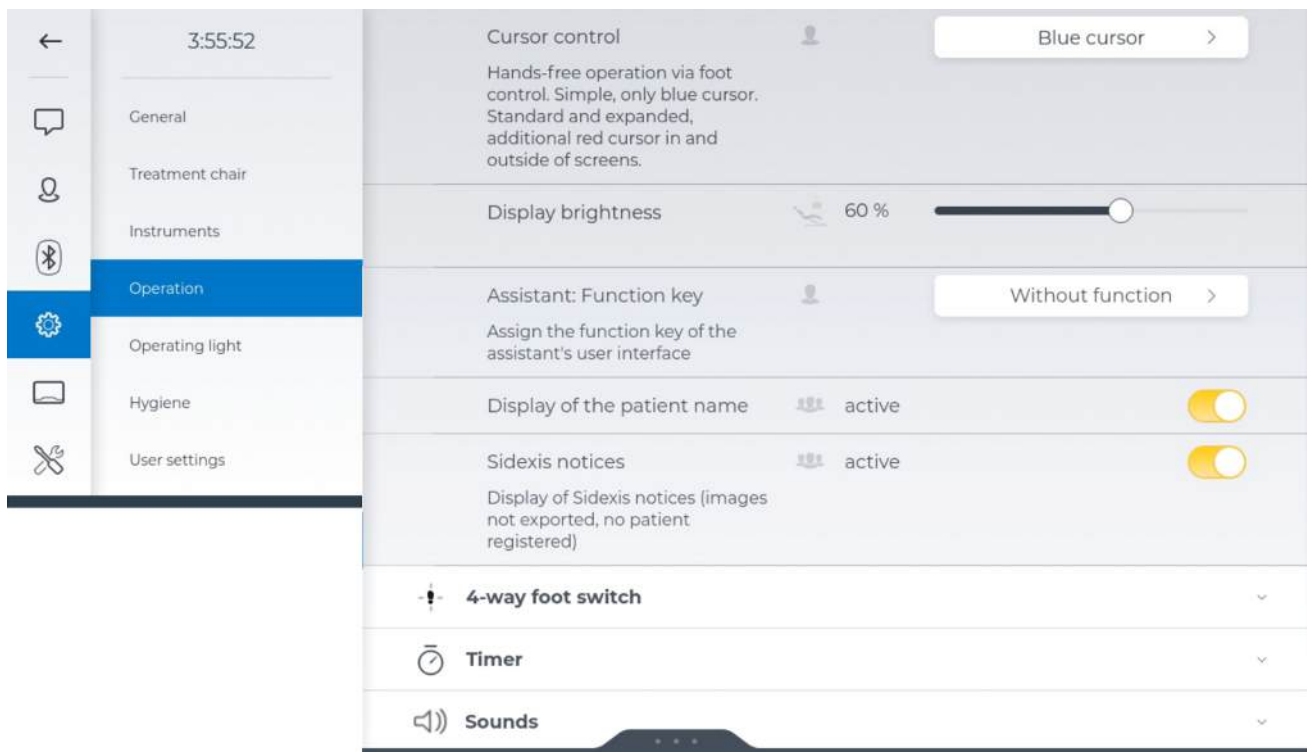 3:55:52
General
Treatment chair
Instruments
Operation
Operating light
Hygiene
User settings
Cursor control
Blue cursor
Hands-free operation via foot
control. Simple, only blue cursor.
Standard and expanded,
additional red cursor in and
outside of screens.
Display brightness
60 %
Assistant: Function key
Without function
Assign the function key of the
assistant's user interface
Display of the patient name
active
Sidexis notices
active
Display of Sidexis notices (images
not exported, no patient
registered)
4-way foot switch
Timer
Sounds